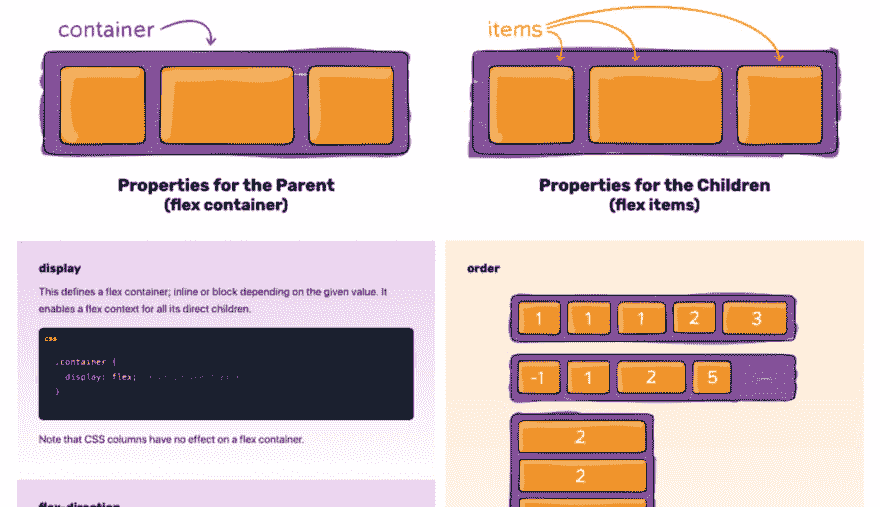 container
Properties for the Parent
(flex container)
items
Properties for the Children
(flex items)
display
This defines a flex container; inline or block depending on the given value. It
enables a flex context for all its direct children.
css
.container {
display: flex;
}
Note that CSS columns have no effect on a flex container.
flex-direction
order
1 1 1 2 3
-1 1 2 5
2
2